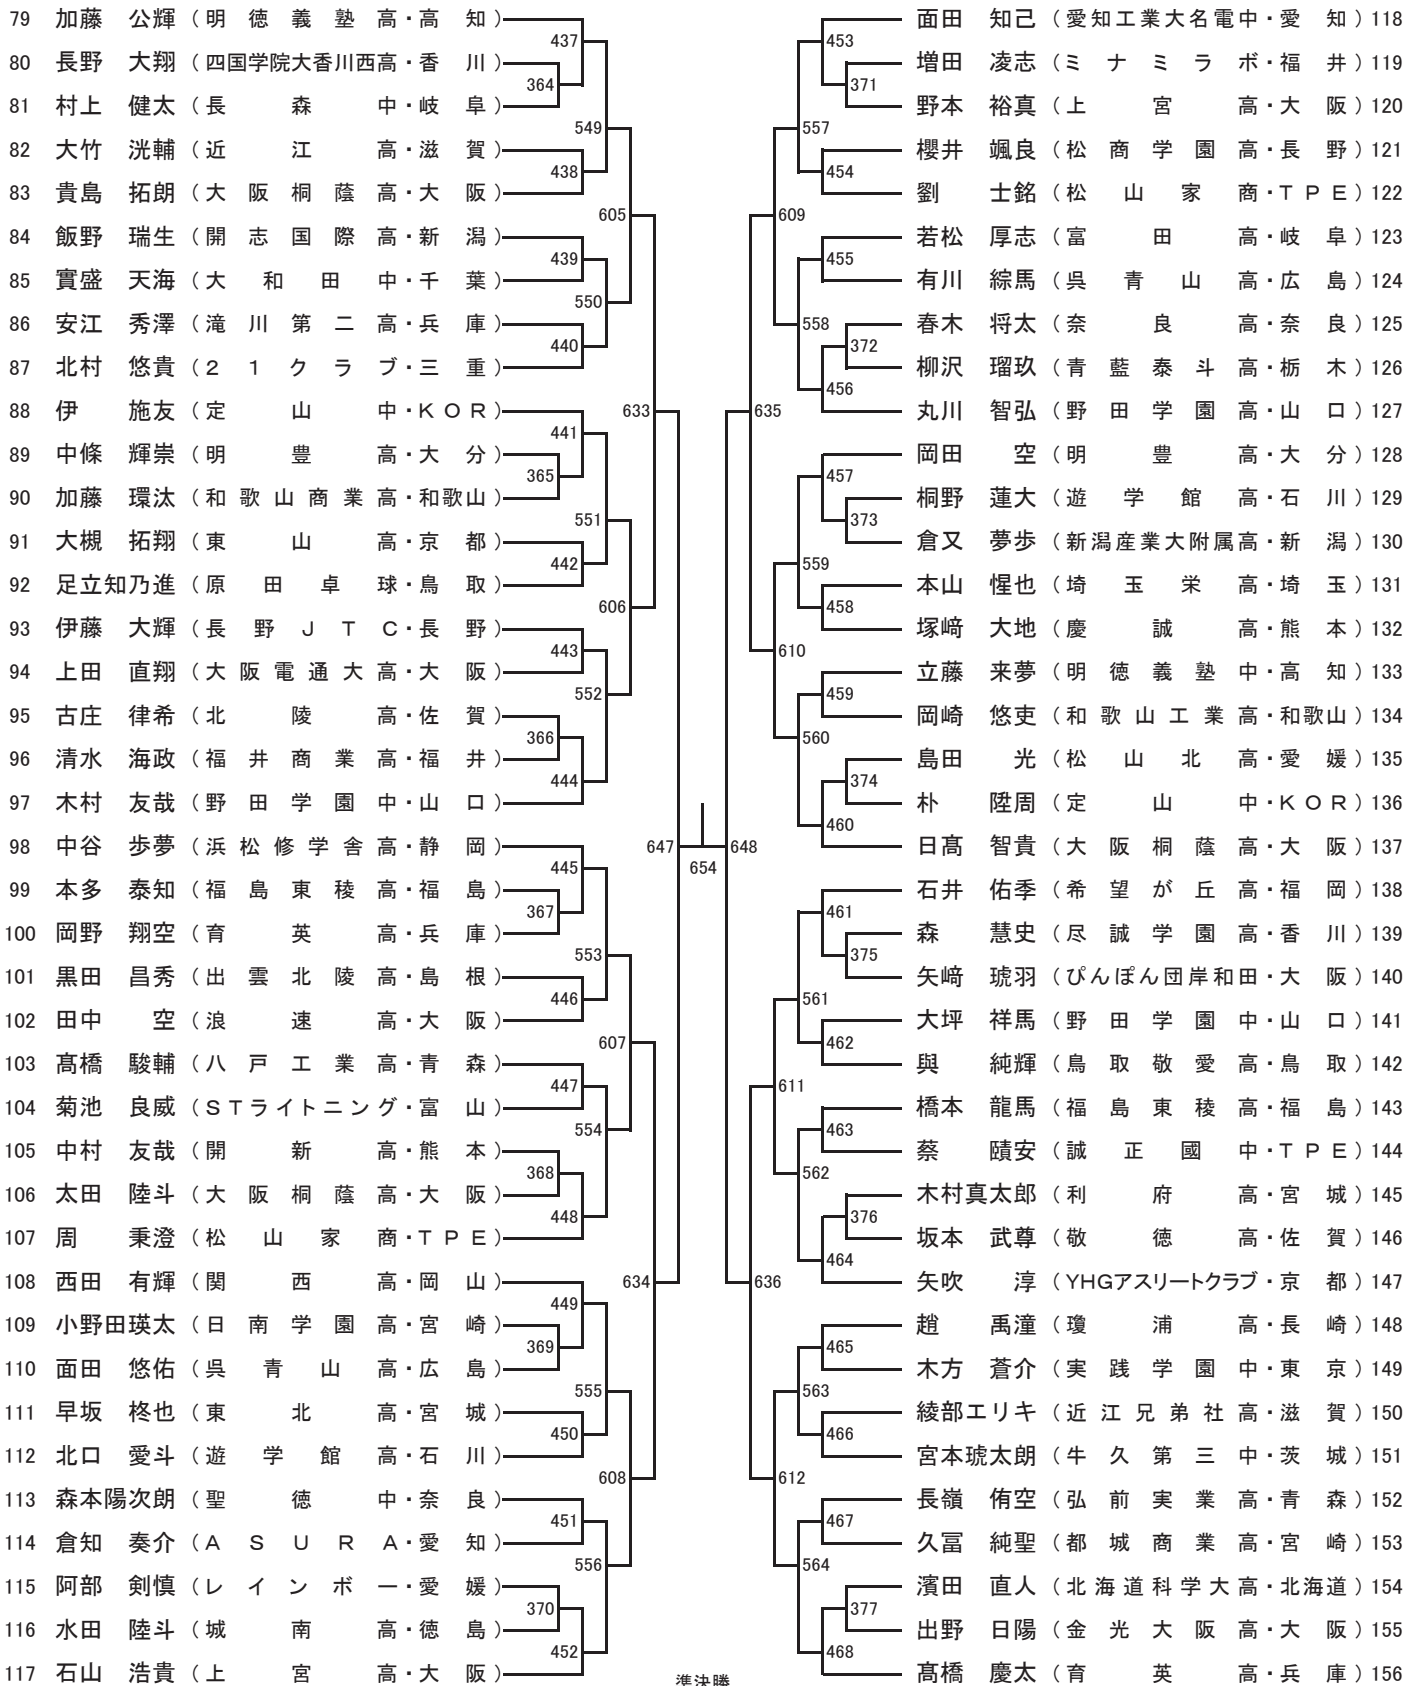 79 加藤 公輝 (明徳義塾高・高知)
80 長野 大翔 (四国学院大香川西高・香川)
81 村上 健太 (長森中・岐阜)
82 大竹 洸輔 (近江高・滋賀)
83 貴島 拓朗 (大阪桐蔭高・大阪)
84 飯野 瑞生 (開志国際高・新潟)
85 實盛 天海 (大和田中・千葉)
86 安江 秀澤 (滝川第二高・兵庫)
87 北村 悠貴 (21クラブ・三重)
88 伊 施友 (定山中・KOR)
89 中條 輝崇 (明豊高・大分)
90 加藤 環汰 (和歌山商業高・和歌山)
91 大槻 拓翔 (東山高・京都)
92 足立知乃進 (原田卓球・鳥取)
93 伊藤 大輝 (長野JTC・長野)
94 上田 直翔 (大阪電通大高・大阪)
95 古庄 律希 (北陵高・佐賀)
96 清水 海政 (福井商業高・福井)
97 木村 友哉 (野田学園中・山口)
98 中谷 歩夢 (浜松修学舎高・静岡)
99 本多 泰知 (福島東稜高・福島)
100 岡野 翔空 (育英高・兵庫)
101 黒田 昌秀 (出雲北陵高・島根)
102 田中 空 (浪速高・大阪)
103 髙橋 駿輔 (八戸工業高・青森)
104 菊池 良威 (STライトニング・富山)
105 中村 友哉 (開新高・熊本)
106 太田 陸斗 (大阪桐蔭高・大阪)
107 周 秉澄 (松山家商・TPE)
108 西田 有輝 (関西高・岡山)
109 小野田瑛太 (日南学園高・宮崎)
110 面田 悠佑 (呉青山高・広島)
111 早坂 柊也 (東北高・宮城)
112 北口 愛斗 (遊学館高・石川)
113 森本陽次朗 (聖徳中・奈良)
114 倉知 奏介 (ASURA・愛知)
115 阿部 剣慎 (レインボー・愛媛)
116 水田 陸斗 (城南高・徳島)
117 石山 浩貴 (上宮高・大阪)
437
364
549
438
605
439
550
440
633
441
365
551
442
606
443
552
366
444
647
445
367
553
446
607
447
554
368
448
634
449
369
555
450
608
451
556
370
452
654
準決勝
648
453
371
557
454
609
455
558
372
456
635
457
373
559
458
610
459
560
374
460
461
375
561
462
611
463
562
376
464
636
465
563
466
612
467
564
377
468
面田 知己 (愛知工業大名電中・愛知) 118
増田 凌志 (ミナミラボ・福井) 119
野本 裕真 (上宮高・大阪) 120
櫻井 颯良 (松商学園高・長野) 121
劉 士銘 (松山家商・TPE) 122
若松 厚志 (富田高・岐阜) 123
有川 綜馬 (呉青山高・広島) 124
春木 将太 (奈良高・奈良) 125
柳沢 瑠玖 (青藍泰斗高・栃木) 126
丸川 智弘 (野田学園高・山口) 127
岡田 空 (明豊高・大分) 128
桐野 蓮大 (遊学館高・石川) 129
倉又 夢歩 (新潟産業大附属高・新潟) 130
本山 惺也 (埼玉栄高・埼玉) 131
塚﨑 大地 (慶誠高・熊本) 132
立藤 来夢 (明徳義塾中・高知) 133
岡崎 悠吏 (和歌山工業高・和歌山) 134
島田 光 (松山北高・愛媛) 135
朴 陞周 (定山中・KOR) 136
日髙 智貴 (大阪桐蔭高・大阪) 137
石井 佑季 (希望が丘高・福岡) 138
森 慧史 (尽誠学園高・香川) 139
矢﨑 琥羽 (ぴんぽん団岸和田・大阪) 140
大坪 祥馬 (野田学園中・山口) 141
與 純輝 (鳥取敬愛高・鳥取) 142
橋本 龍馬 (福島東稜高・福島) 143
蔡 賾安 (誠正國中・TPE) 144
木村真太郎 (利府高・宮城) 145
坂本 武尊 (敬徳高・佐賀) 146
矢吹 淳 (YHGアスリートクラブ・京都) 147
趙 禹潼 (瓊浦高・長崎) 148
木方 蒼介 (実践学園中・東京) 149
綾部エリキ (近江兄弟社高・滋賀) 150
宮本琥太朗 (牛久第三中・茨城) 151
長嶺 侑空 (弘前実業高・青森) 152
久冨 純聖 (都城商業高・宮崎) 153
濱田 直人 (北海道科学大高・北海道) 154
出野 日陽 (金光大阪高・大阪) 155
髙橋 慶太 (育英高・兵庫) 156